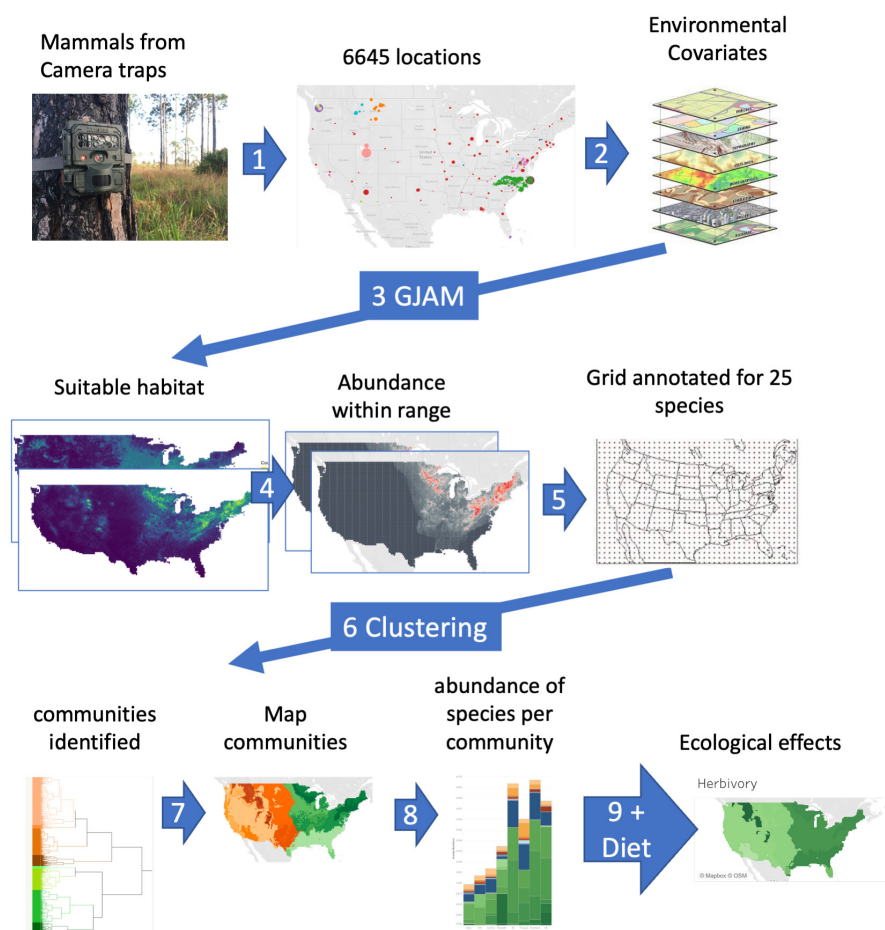 Mammals from
Camera traps
6645 locations
Environmental
Covariates
1
United
States
2
3 GJAM
Suitable habitat
Abundance
within range
Grid annotated for 25
species
4
5
6 Clustering
communities
identified
Map
communities
abundance of
species per
community
Ecological effects
7
8
9 +
Diet
Herbivory
© Mapbox © OSM